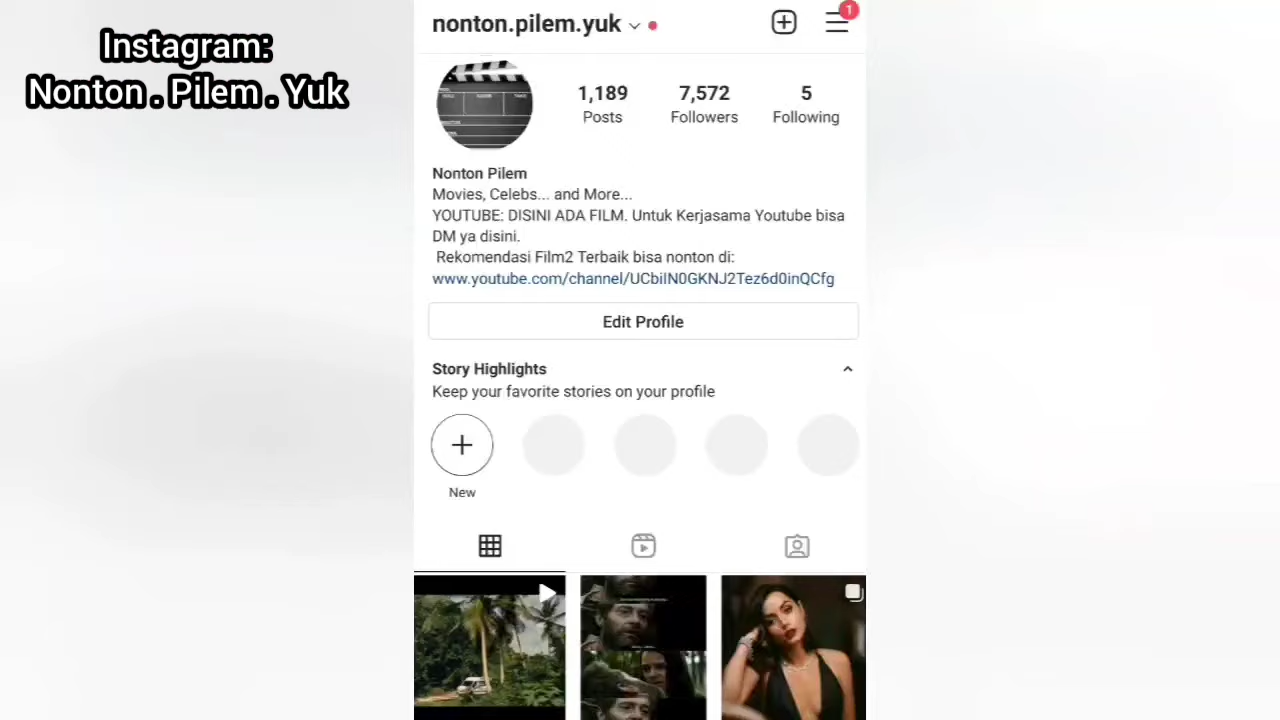 Instagram:
Nonton . Pilem . Yuk
nonton.pilem.yuk
1
1,189
Posts
7,572
Followers
5
Following
Nonton Pilem
Movies, Celebs... and More...
YOUTUBE: DISINI ADA FILM. Untuk Kerjasama Youtube bisa
DM ya disini.
Rekomendasi Film2 Terbaik bisa nonton di:
www.youtube.com/channel/UCbiIN0GKNJ2Tez6d0inQCfg
Edit Profile
Story Highlights
Keep your favorite stories on your profile
New